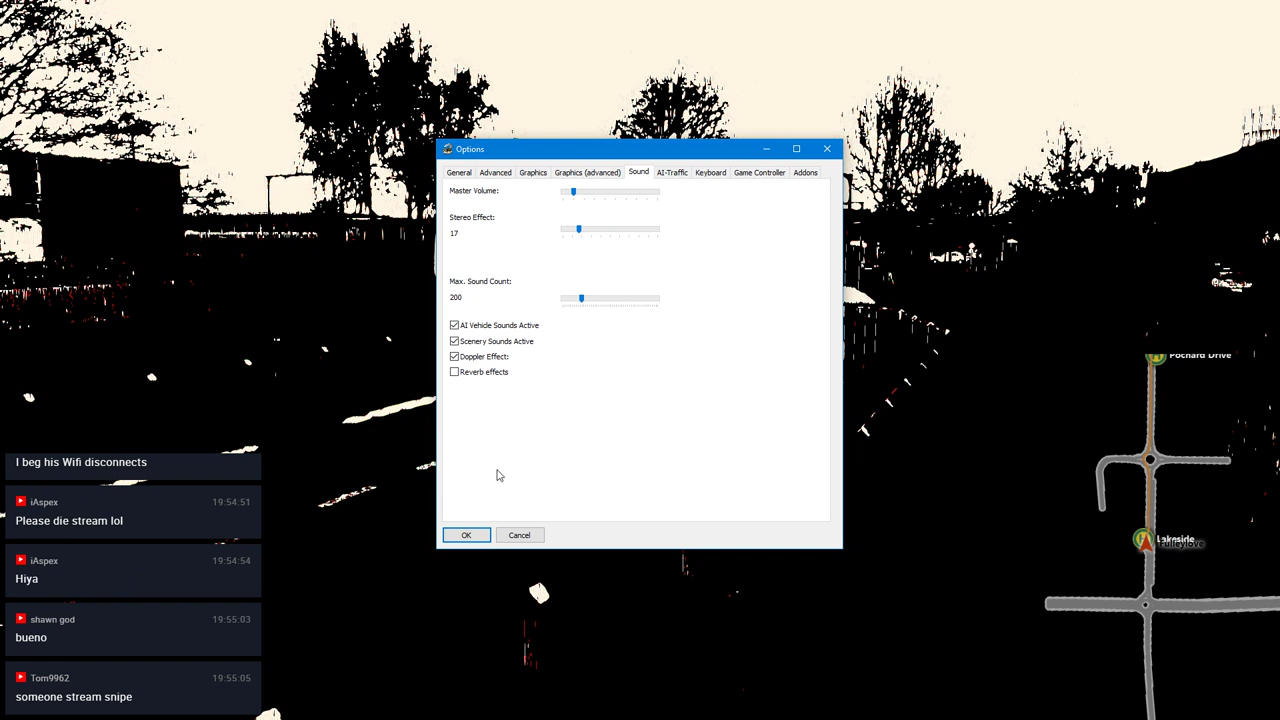 Options
General Advanced Graphics Graphics (advanced) Sound AI-Traffic Keyboard Game Controller Addons
Master Volume:
Stereo Effect:
17
Max. Sound Count:
200
AI Vehicle Sounds Active
Scenery Sounds Active
Doppler Effect:
Reverb effects
OK Cancel
I beg his Wifi disconnects
iAspex 19:54:51
Please die stream lol
iAspex 19:54:54
Hiya
shawn god 19:55:03
bueno
Tom9962 19:55:05
someone stream snipe
Pochard Drive
Lakeside